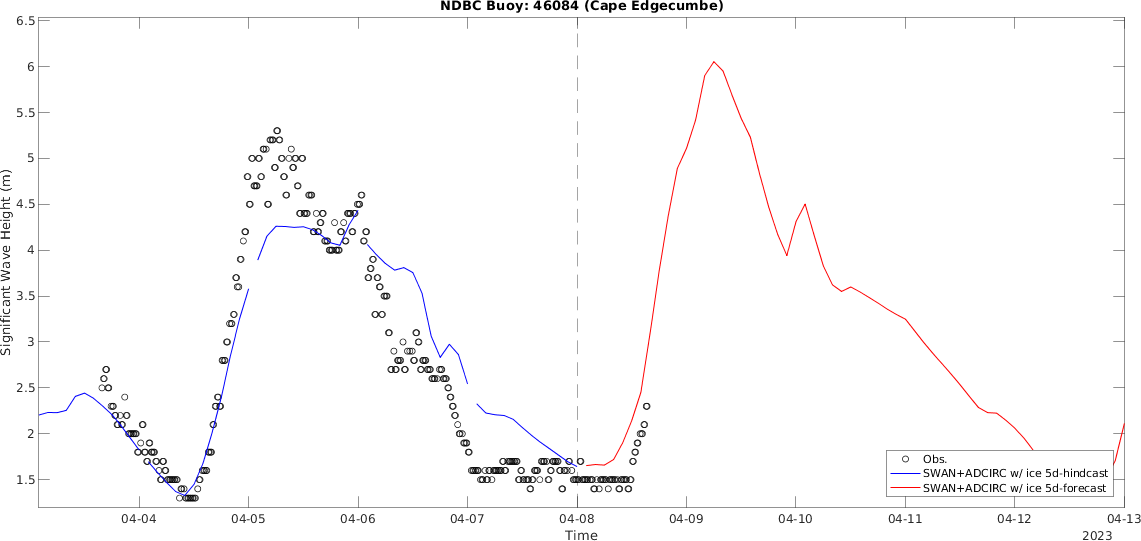 NDBC Buoy: 46084 (Cape Edgecumbe)
6.5
6
5.5
5
4.5
4
3.5
3
2.5
2
1.5
Significant Wave Height (m)
Obs.
SWAN+ADCIRC w/ ice 5d-hindcast
SWAN+ADCIRC w/ ice 5d-forecast
04-04 04-05 04-06 04-07 04-08 04-09 04-10 04-11 04-12 04-13
Time
2023